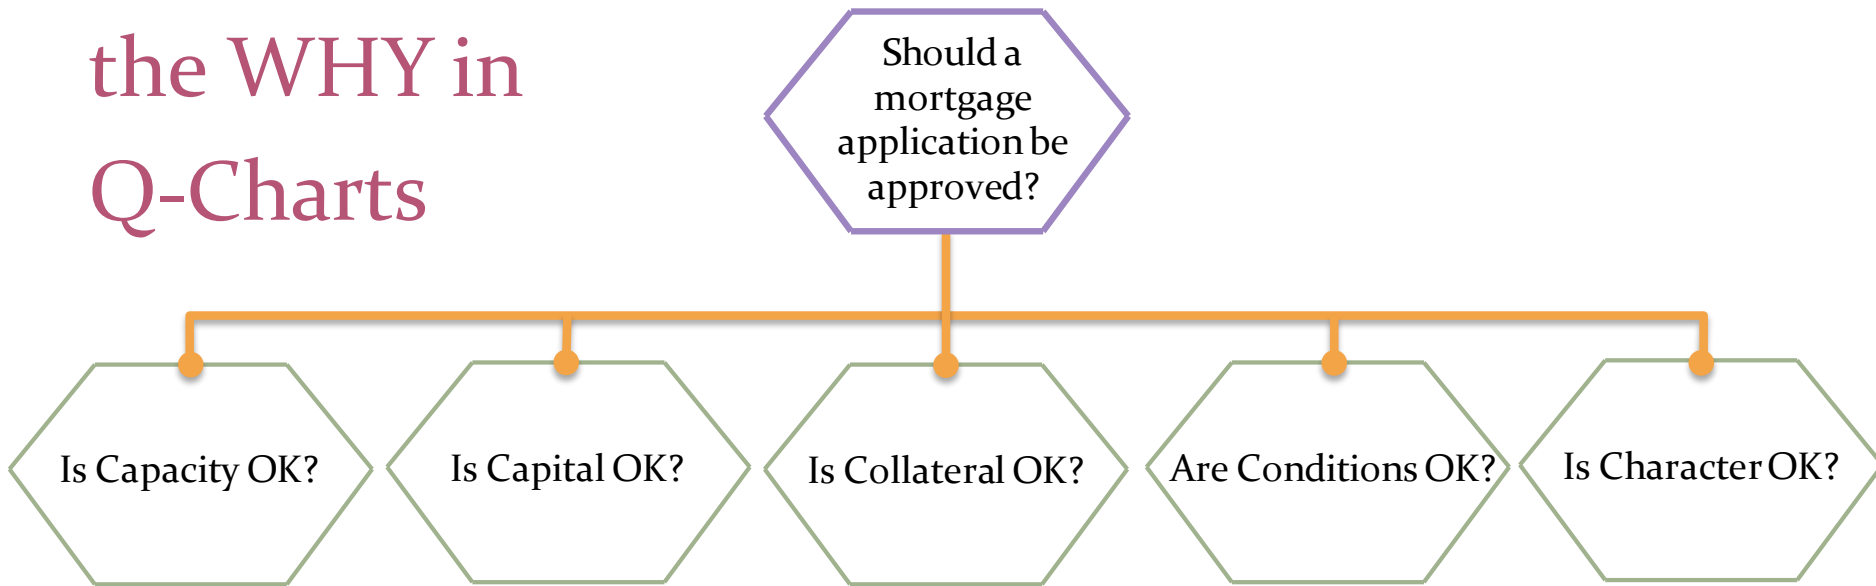 the WHY in
Q-Charts
Should a
mortgage
application be
approved?
Is Capacity OK?
Is Capital OK?
Is Collateral OK?
Are Conditions OK?
Is Character OK?